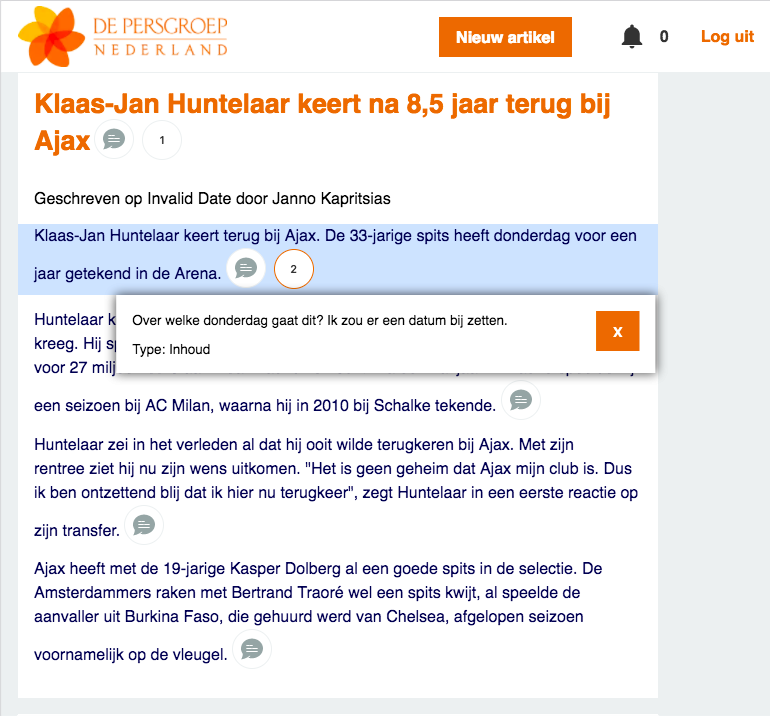 DE PERSGROEP
NEDERLAND
Nieuw artikel
0
Log uit
Klaas-Jan Huntelaar keert na 8,5 jaar terug bij
Ajax
1
Geschreven op Invalid Date door Janno Kapritsias
Klaas-Jan Huntelaar keert terug bij Ajax. De 33-jarige spits heeft donderdag voor een
jaar getekend in de Arena.
2
Over welke donderdag gaat dit? Ik zou er een datum bij zetten.
X
Type: Inhoud
Huntelaar
kreeg. Hij
voor 27
een seizoen bij AC Milan, waarna hij in 2010 bij Schalke tekende.
Huntelaar zei in het verleden al dat hij ooit wilde terugkeren bij Ajax. Met zijn
rentree ziet hij nu zijn wens uitkomen. "Het is geen geheim dat Ajax mijn club is. Dus
ik ben ontzettend blij dat ik hier nu terugkeer", zegt Huntelaar in een eerste reactie op
zijn transfer.
Ajax heeft met de 19-jarige Kasper Dolberg al een goede spits in de selectie. De
Amsterdammers raken met Bertrand Traoré wel een spits kwijt, al speelde de
aanvaller uit Burkina Faso, die gehuurd werd van Chelsea, afgelopen seizoen
voornamelijk op de vleugel.